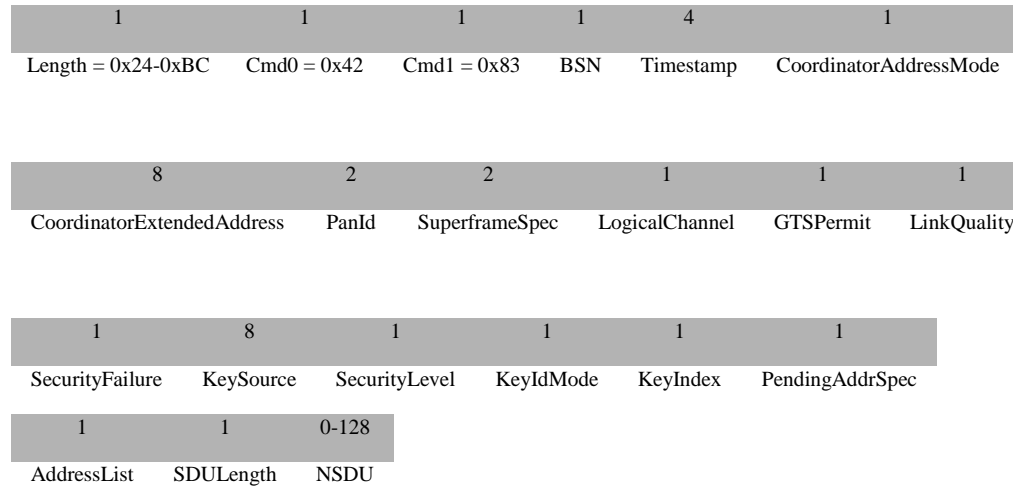 1 1 1 1 4 1
Length = 0x24-0xBC Cmd0 = 0x42 Cmd1 = 0x83 BSN Timestamp CoordinatorAddressMode
8 2 2 1 1 1
CoordinatorExtendedAddress PanId SuperframeSpec LogicalChannel GTSPermit LinkQuality
1 8 1 1 1 1
SecurityFailure KeySource SecurityLevel KeyIdMode KeyIndex PendingAddrSpec
1 1 0-128
AddressList SDULength NSDU